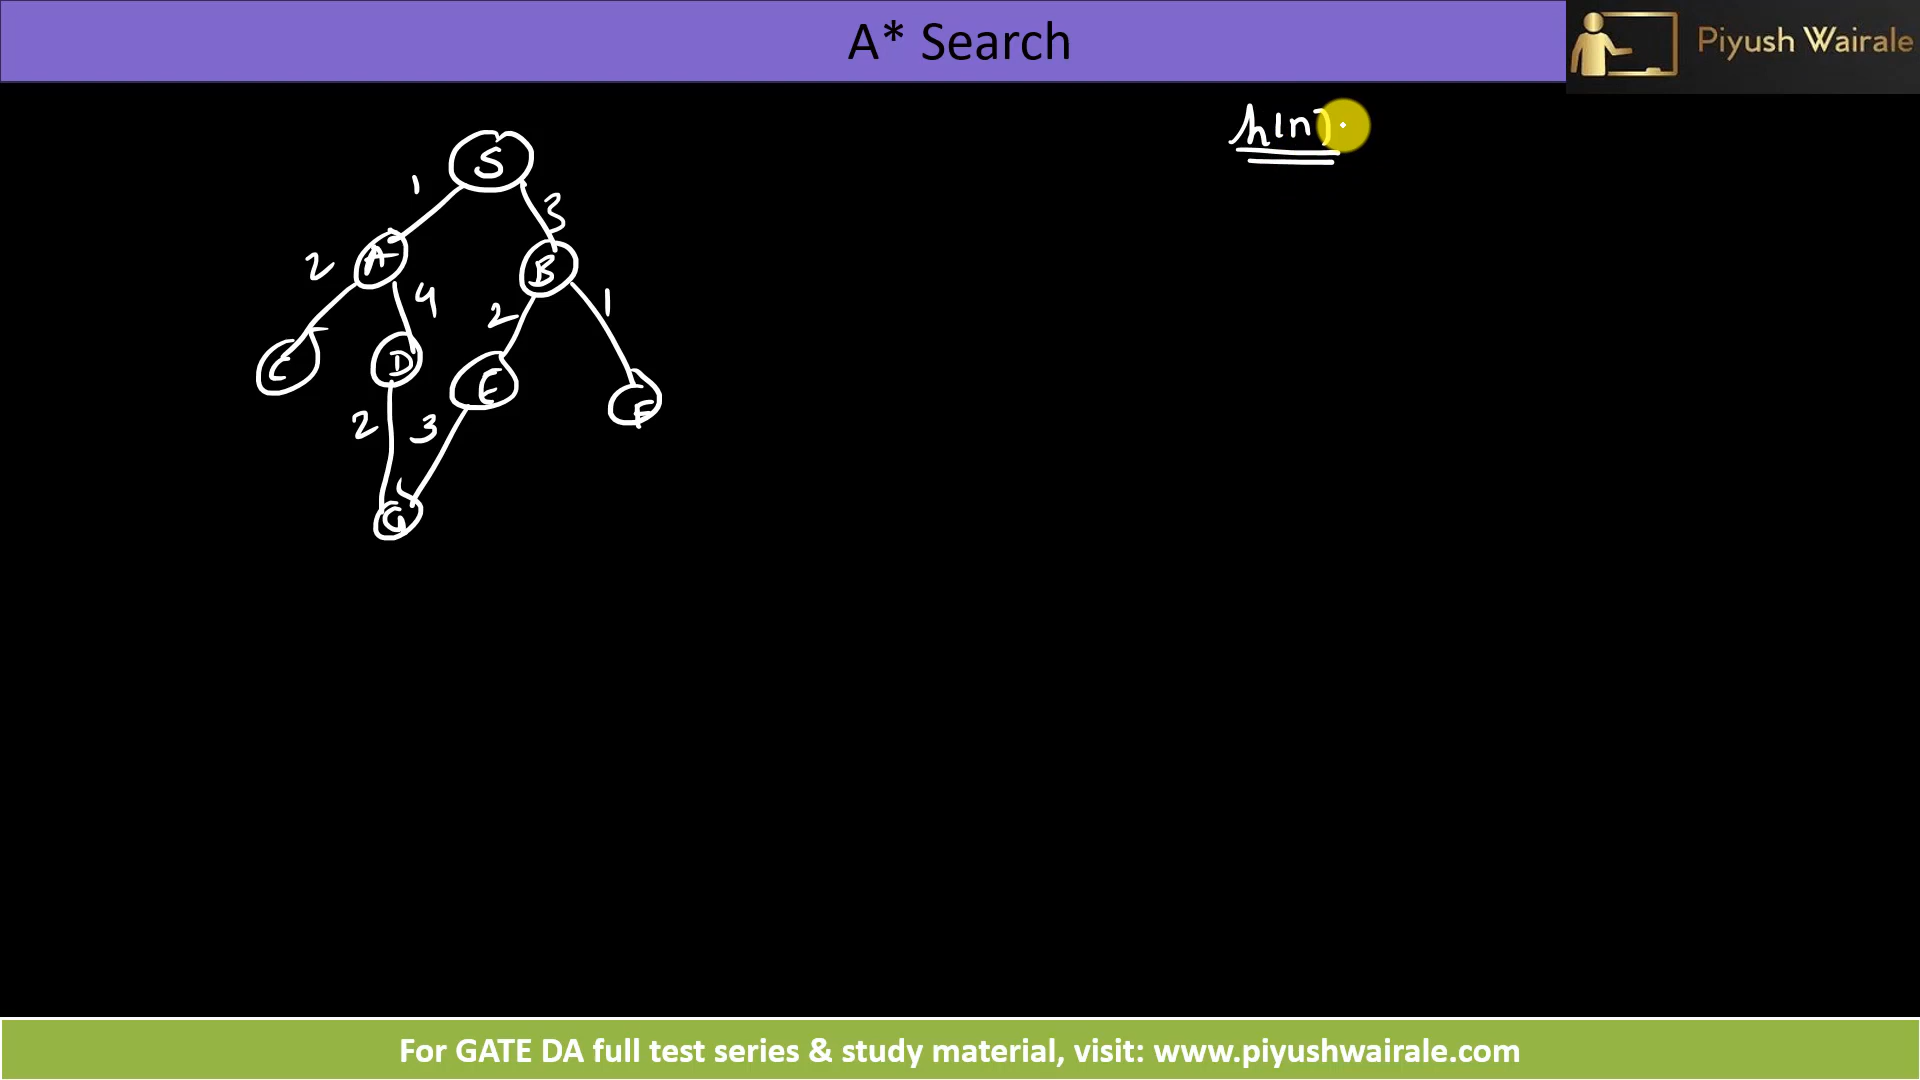 A* Search
Piyush Wairale
h(n)
S
1
3
2
A
B
4
2
1
C
D
E
F
2
3
G
For GATE DA full test series & study material, visit: www.piyushwairale.com